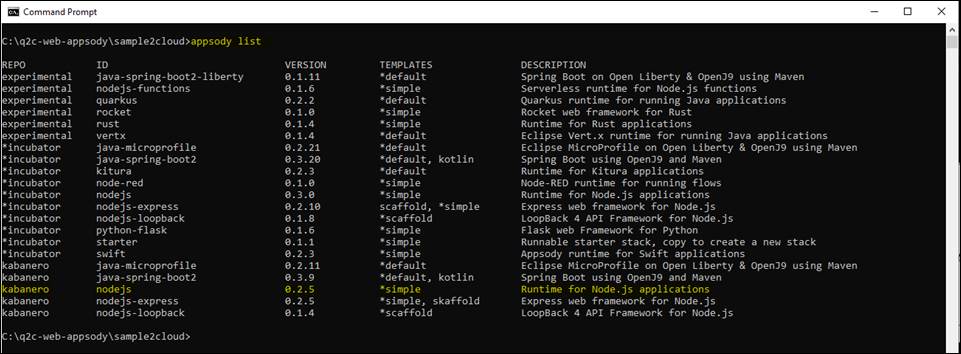 Command Prompt
C:\q2c-web-appsody\sample2cloud>appsody list
REPO ID VERSION TEMPLATES DESCRIPTION
experimental java-spring-boot2-liberty 0.1.11 *default Spring Boot on Open Liberty & OpenJ9 using Maven
experimental nodejs-functions 0.1.6 *simple Serverless runtime for Node.js functions
experimental quarkus 0.2.2 *default Quarkus runtime for running Java applications
experimental rocket 0.1.0 *simple Rocket web framework for Rust
experimental rust 0.1.4 *simple Runtime for Rust applications
experimental vertx 0.1.4 *default Eclipse Vert.x runtime for running Java applications
*incubator java-microprofile 0.2.21 *default Eclipse MicroProfile on Open Liberty & OpenJ9 using Maven
*incubator java-spring-boot2 0.3.20 *default, kotlin Spring Boot using OpenJ9 and Maven
*incubator kitura 0.2.3 *default Runtime for Kitura applications
*incubator node-red 0.1.0 *simple Node-RED runtime for running flows
*incubator nodejs 0.3.0 *simple Runtime for Node.js applications
*incubator nodejs-express 0.2.10 scaffold, *simple Express web framework for Node.js
*incubator nodejs-loopback 0.1.8 *scaffold LoopBack 4 API Framework for Node.js
*incubator python-flask 0.1.6 *simple Flask web Framework for Python
*incubator starter 0.1.1 *simple Runnable starter stack, copy to create a new stack
*incubator swift 0.2.3 *simple Appsody runtime for Swift applications
kabanero java-microprofile 0.2.11 *default Eclipse MicroProfile on Open Liberty & OpenJ9 using Maven
kabanero java-spring-boot2 0.3.9 *default, kotlin Spring Boot using OpenJ9 and Maven
kabanero nodejs 0.2.5 *simple Runtime for Node.js applications
kabanero nodejs-express 0.2.5 *simple, skaffold Express web framework for Node.js
kabanero nodejs-loopback 0.1.4 *scaffold LoopBack 4 API Framework for Node.js
C:\q2c-web-appsody\sample2cloud>